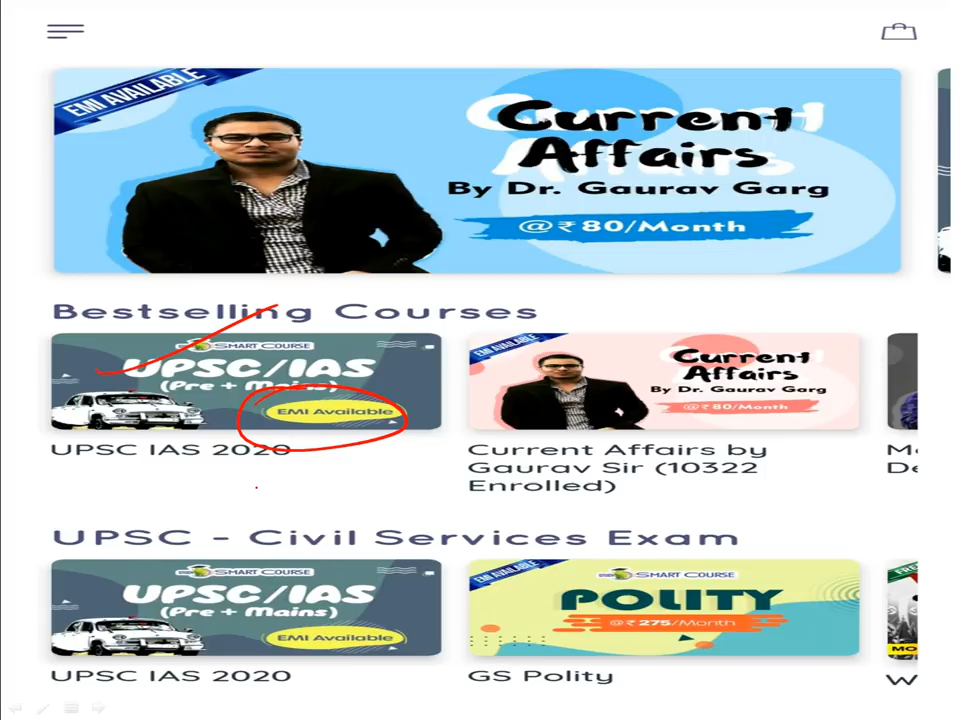 EMI AVAILABLE
Current
Affairs
By Dr. Gaurav Garg
@₹ 80/Month
Bestselling Courses
SMART COURSE
UPSC/IAS
(Pre + Mains)
EMI Available
UPSC IAS 2020
EMI AVAILABLE
Current
Affairs
By Dr. Gaurav Garg
@₹ 80/Month
Current Affairs by
Gaurav Sir (10322
Enrolled)
UPSC - Civil Services Exam
SMART COURSE
UPSC/IAS
(Pre + Mains)
EMI Available
UPSC IAS 2020
EMI AVAILABLE
SMART COURSE
POLITY
@₹ 275/Month
GS Polity